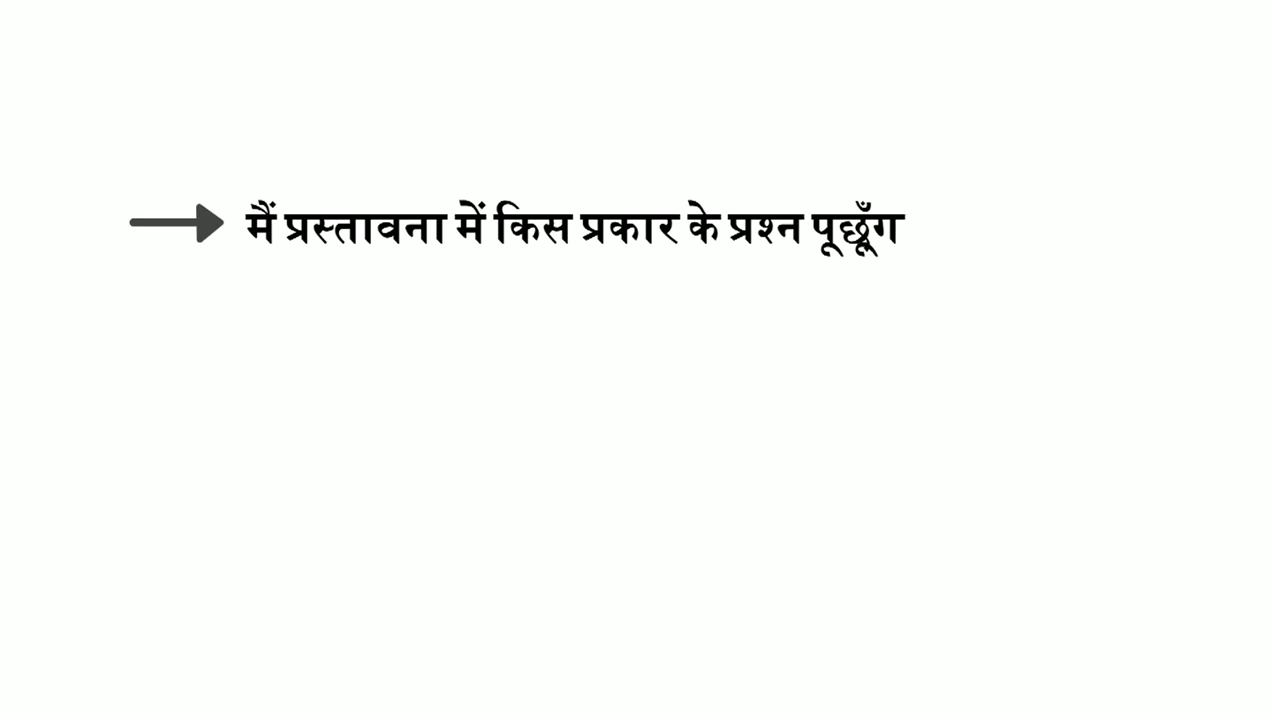 मैं प्रस्तावना में किस प्रकार के प्रश्न पूछूँग